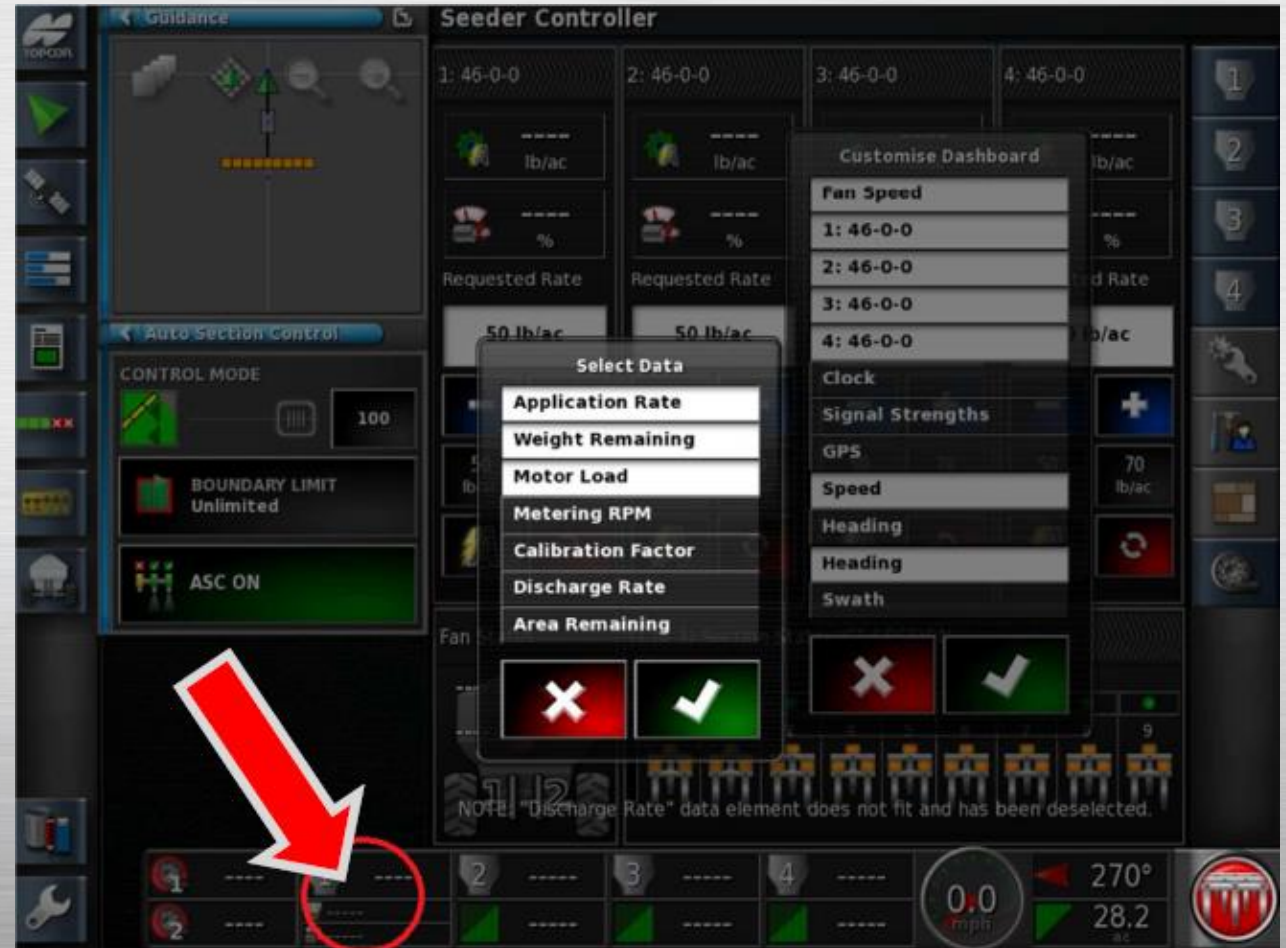 Guidance
Seeder Controller
TOPCON
1: 46-0-0
2: 46-0-0
3: 46-0-0
4: 46-0-0
1
2
3
4
----
lb/ac
----
lb/ac
lb/ac
----
%
----
%
%
Requested Rate
Requested Rate
d Rate
50 lb/ac
50 lb/ac
lb/ac
Auto Section Control
CONTROL MODE
100
BOUNDARY LIMIT
Unlimited
ASC ON
Customise Dashboard
Fan Speed
1: 46-0-0
2: 46-0-0
3: 46-0-0
4: 46-0-0
Clock
Signal Strengths
GPS
Speed
Heading
Heading
Swath
70
lb/ac
Select Data
Application Rate
Weight Remaining
Motor Load
Metering RPM
Calibration Factor
Discharge Rate
Area Remaining
Fan
9
1 2
NOTE: "Discharge Rate" data element does not fit and has been deselected.
1 ----
2 ----
----
2 -----
-----
3 -----
-----
4 -----
-----
0.0
mph
270°
28.2
ac